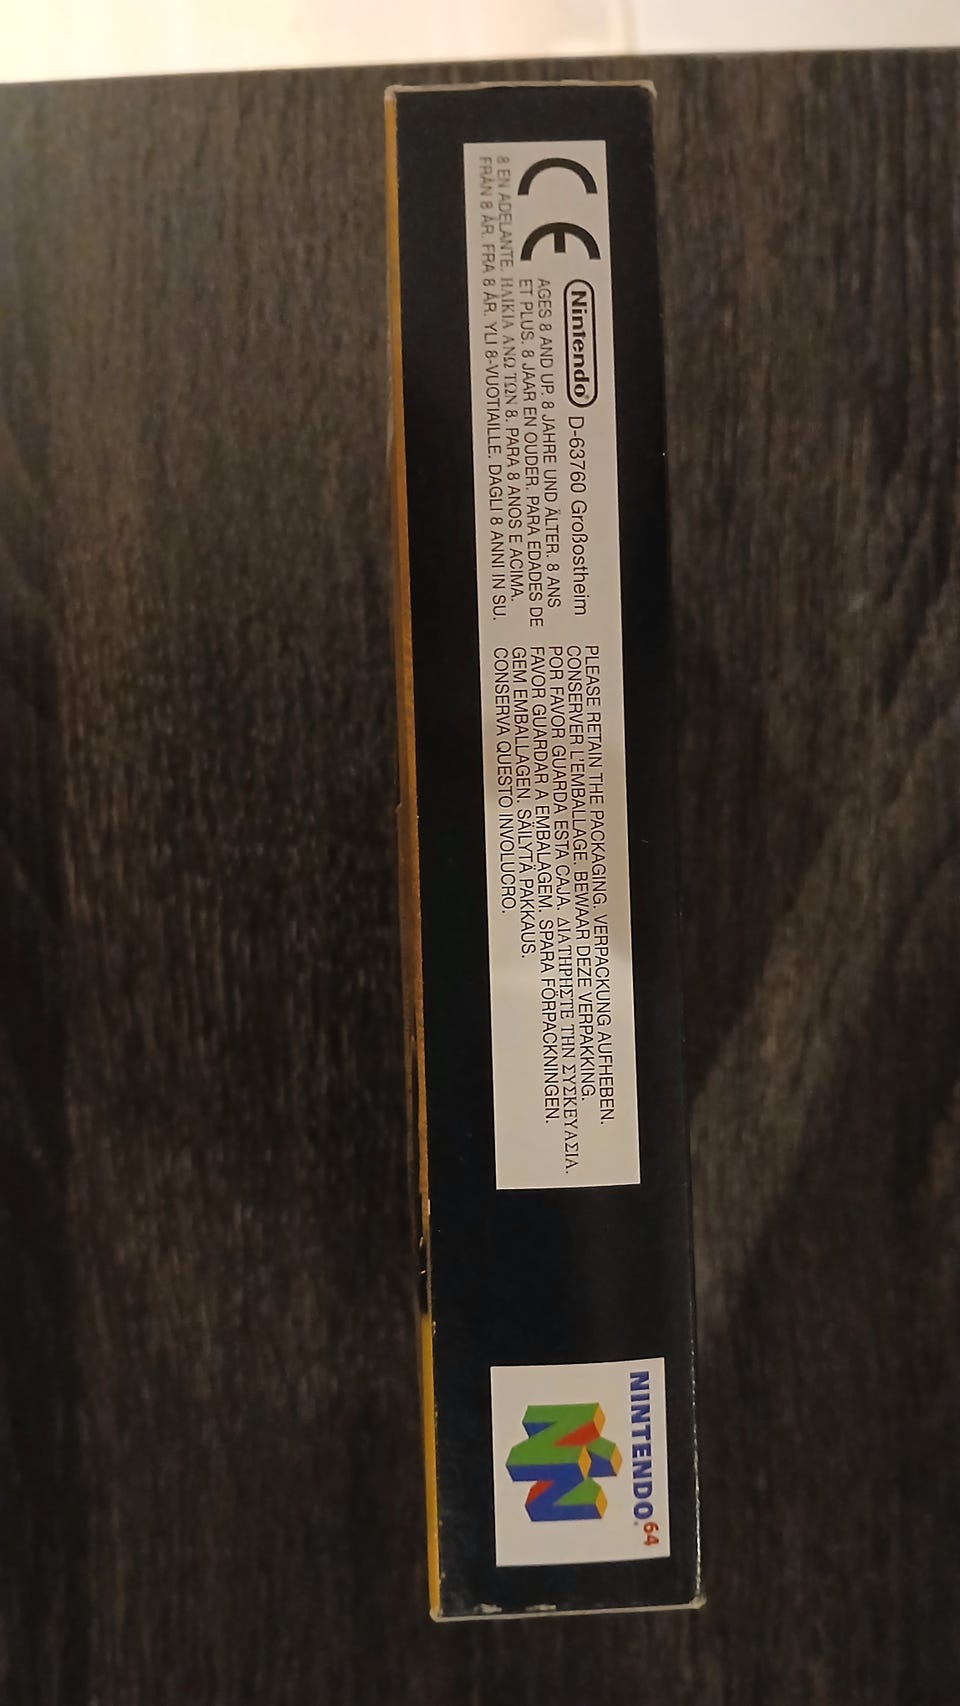 CE
Nintendo® D-63760 Großostheim
AGES 8 AND UP. 8 JAHRE UND ÄLTER. 8 ANS
ET PLUS. 8 JAAR EN OUDER. PARA EDADES DE
8 EN ADELANTE. ΗΛΙΚΙΑ ΑΝΩ ΤΩΝ 8. PARA 8 ANOS E ACIMA.
FRÅN 8 ÅR. FRA 8 ÅR. YLI 8-VUOTIAILLE. DAGLI 8 ANNI IN SU.
PLEASE RETAIN THE PACKAGING. VERPACKUNG AUFHEBEN.
CONSERVER L'EMBALLAGE. BEWAAR DEZE VERPAKKING.
POR FAVOR GUARDA ESTA CAJA. ΔΙΑΤΗΡΗΣΤΕ ΤΗΝ ΣΥΣΚΕΥΑΣΙΑ.
FAVOR GUARDAR A EMBALAGEM. SPARA FÖRPACKNINGEN.
GEM EMBALLAGEN. SÄILYTÄ PAKKAUS.
CONSERVA QUESTO INVOLUCRO.
NINTENDO® 64